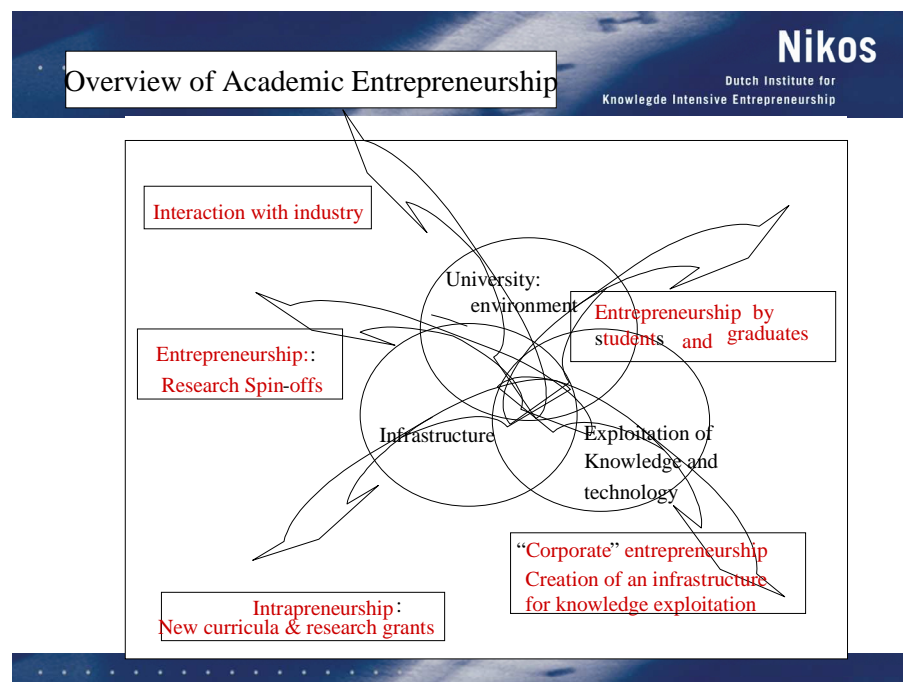 Nikos
Dutch Institute for
Knowlegde Intensive Entrepreneurship
Overview of Academic Entrepreneurship
Interaction with industry
University:
environment
Entrepreneurship by
students and graduates
Entrepreneurship::
Research Spin-offs
Infrastructure
Exploitation of
Knowledge and
technology
“Corporate” entrepreneurship
Creation of an infrastructure
for knowledge exploitation
Intrapreneurship:
New curricula & research grants